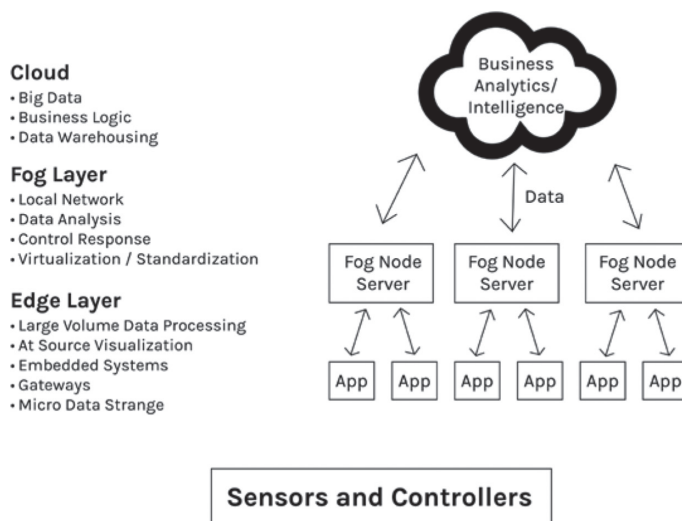 Cloud
• Big Data
• Business Logic
• Data Warehousing
Fog Layer
• Local Network
• Data Analysis
• Control Response
• Virtualization / Standardization
Edge Layer
• Large Volume Data Processing
• At Source Visualization
• Embedded Systems
• Gateways
• Micro Data Strange
Business
Analytics/
Intelligence
Data
Fog Node
Server
Fog Node
Server
Fog Node
Server
App
App
App
App
App
App
Sensors and Controllers